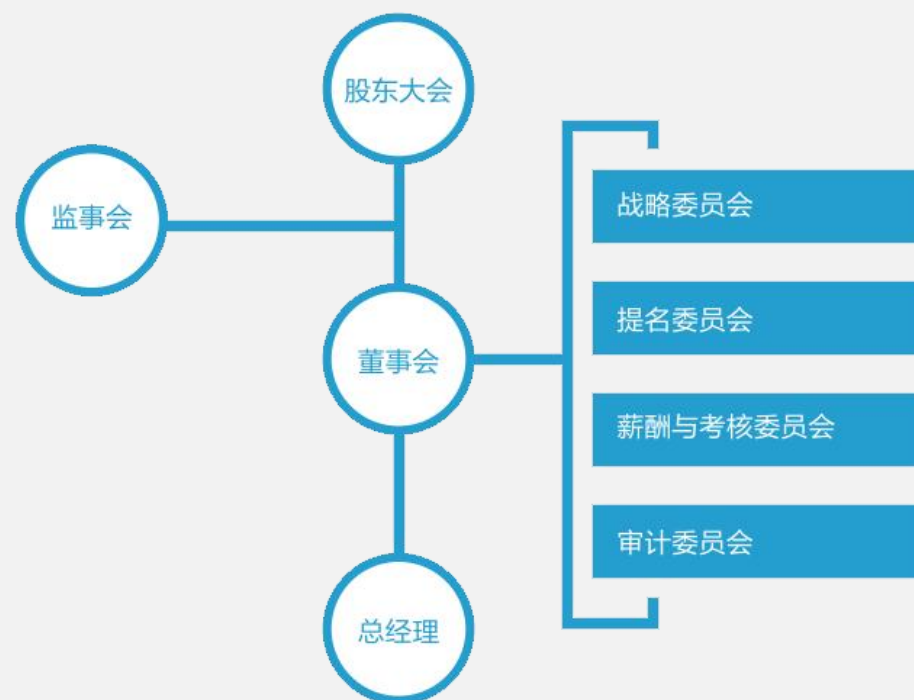 股东大会
监事会
董事会
总经理
战略委员会
提名委员会
薪酬与考核委员会
审计委员会